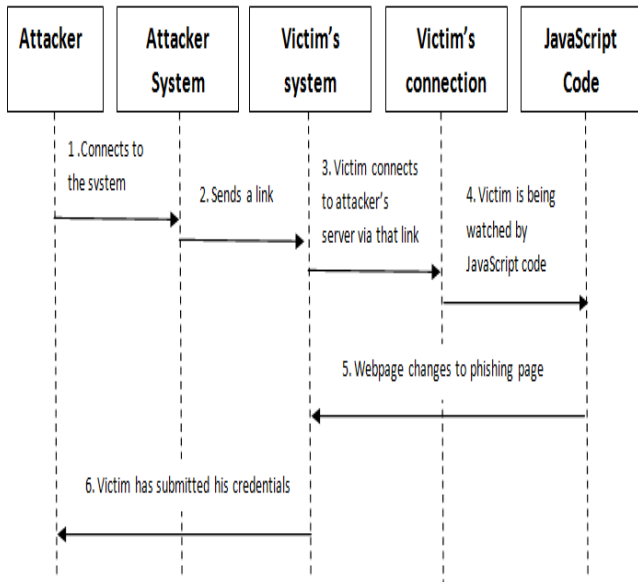 Attacker
Attacker
System
Victim's
system
Victim's
connection
JavaScript
Code
1 .Connects to
the system
2. Sends a link
3. Victim connects
to attacker's
server via that link
4. Victim is being
watched by
JavaScript code
5. Webpage changes to phishing page
6. Victim has submitted his credentials